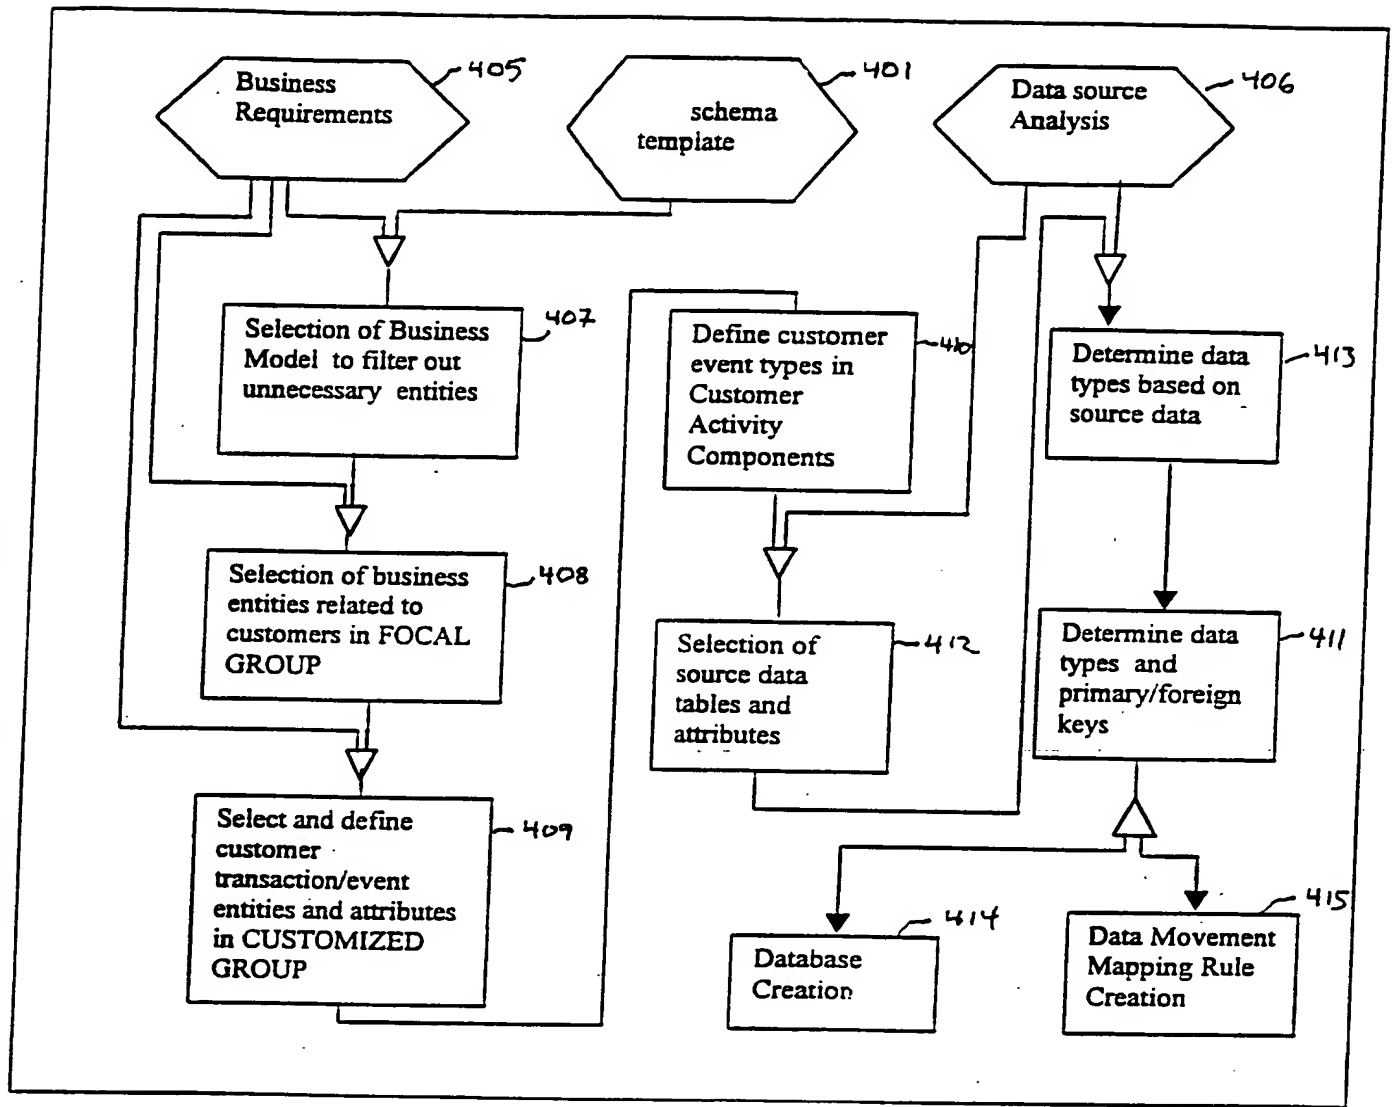 Business
Requirements
405
schema
template
401
Data source
Analysis
406
Selection of Business
Model to filter out
unnecessary entities
407
Selection of business
entities related to
customers in FOCAL
GROUP
408
Select and define
customer
transaction/event
entities and attributes
in CUSTOMIZED
GROUP
409
Define customer
event types in
Customer
Activity
Components
410
Selection of
source data
tables and
attributes
412
Determine data
types based on
source data
413
Determine data
types and
primary/foreign
keys
411
Database
Creation
414
Data Movement
Mapping Rule
Creation
415